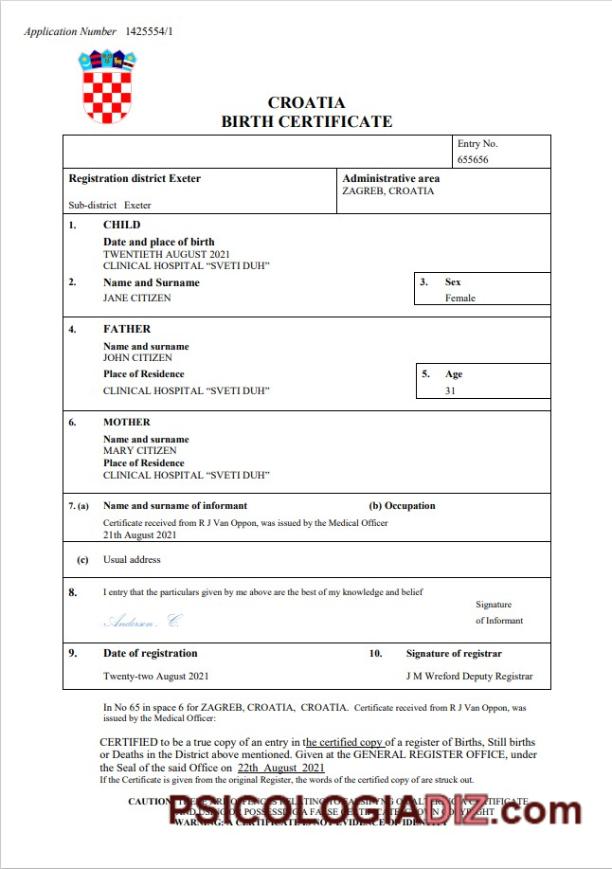 Application Number 1425554/1
CROATIA
BIRTH CERTIFICATE
Entry No.
655656
Registration district Exeter
Sub-district Exeter
Administrative area
ZAGREB, CROATIA
1. CHILD
Date and place of birth
TWENTIETH AUGUST 2021
CLINICAL HOSPITAL “SVETI DUH”
2. Name and Surname
JANE CITIZEN
3. Sex
Female
4. FATHER
Name and surname
JOHN CITIZEN
Place of Residence
CLINICAL HOSPITAL “SVETI DUH”
5. Age
31
6. MOTHER
Name and surname
MARY CITIZEN
Place of Residence
CLINICAL HOSPITAL “SVETI DUH”
7. (a) Name and surname of informant (b) Occupation
Certificate received from R J Van Oppon, was issued by the Medical Officer
21th August 2021
(c) Usual address
8. I entry that the particulars given by me above are the best of my knowledge and belief
Anderson. C.
Signature
of Informant
9. Date of registration
Twenty-two August 2021
10. Signature of registrar
J M Wreford Deputy Registrar
In No 65 in space 6 for ZAGREB, CROATIA, CROATIA. Certificate received from R J Van Oppon, was
issued by the Medical Officer:
CERTIFIED to be a true copy of an entry in the certified copy of a register of Births, Still births
or Deaths in the District above mentioned. Given at the GENERAL REGISTER OFFICE, under
the Seal of the said Office on 22th August 2021
If the Certificate is given from the original Register, the words of the certified copy of are struck out.
CAUTION: THERE ARE OFFENCES RELATING TO FALSIFYNG CERTIFICATE
AND USING OR POSSESSING A FALSE CERTIFICATE CROWN COPYRIGHT
WARNING: A CERTIFICATE IS NOT EVIDENCE OF IDENTITY
PSICOLOGIADIZ.com